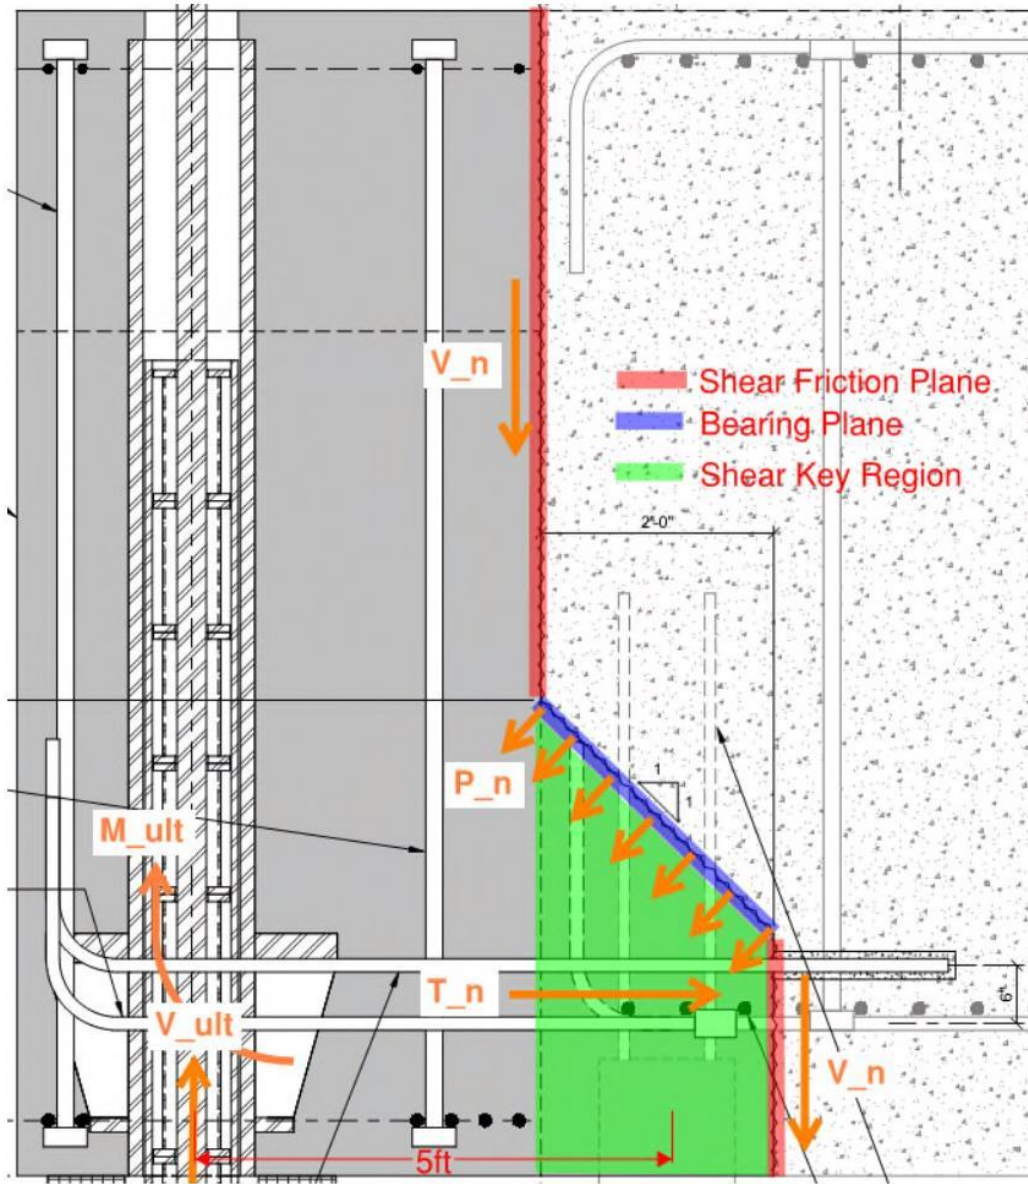 V_n
Shear Friction Plane
Bearing Plane
Shear Key Region
2'-0"
1
1
P_n
M_ult
T_n
6"
V_ult
V_n
5ft